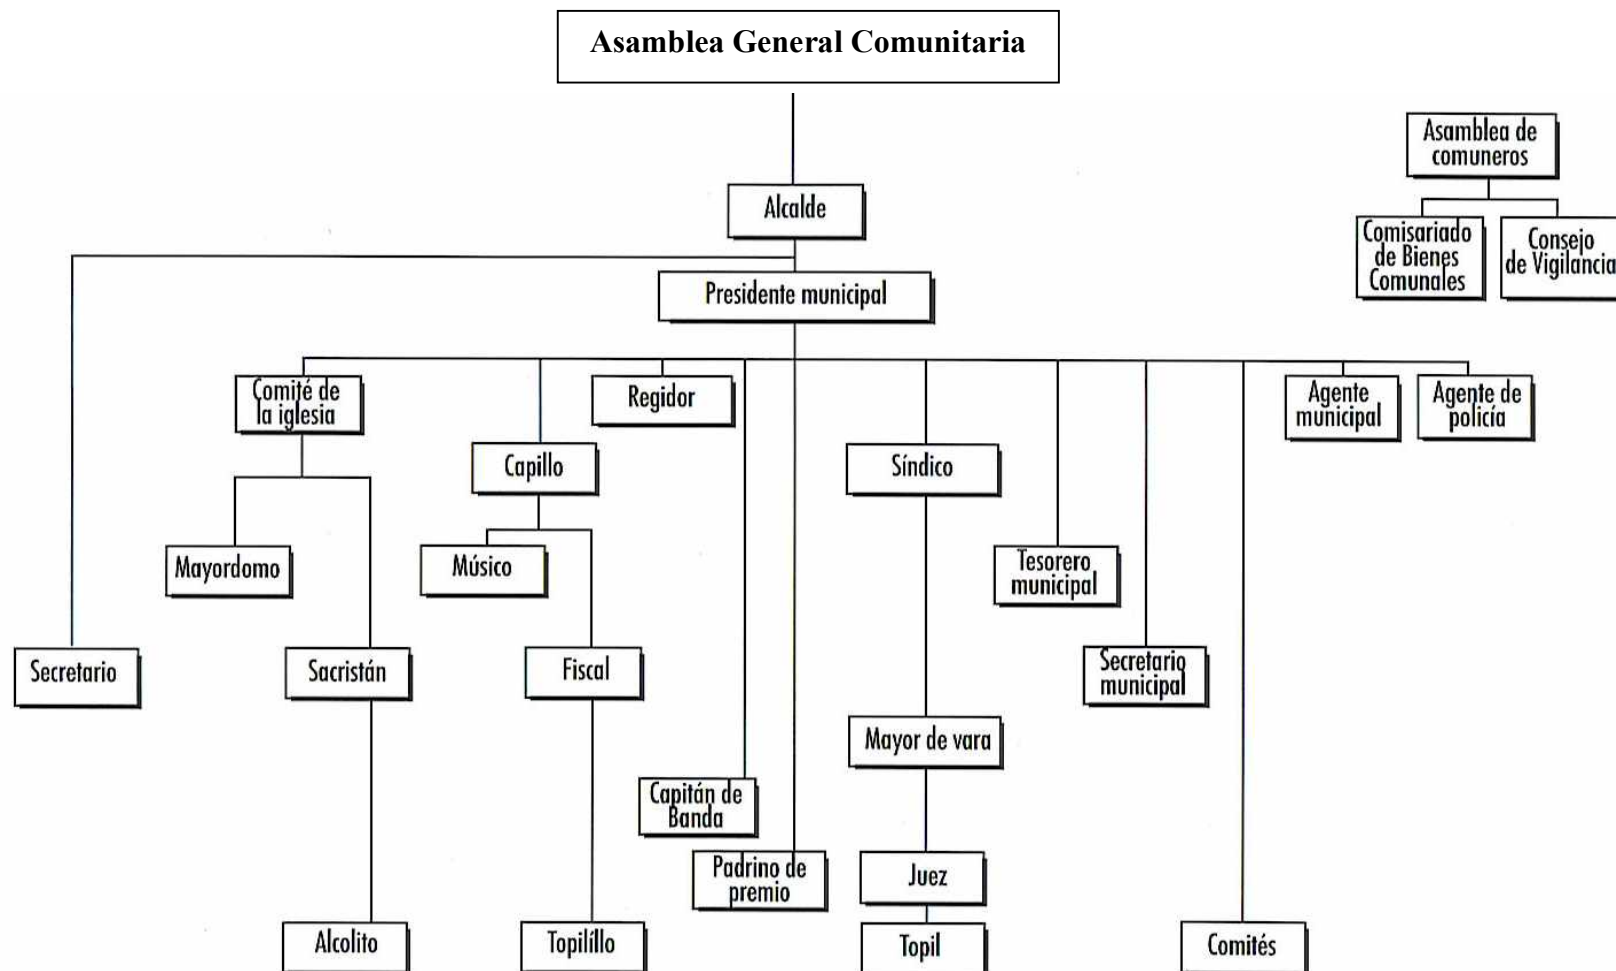 Asamblea General Comunitaria
Asamblea de
comuneros
Alcalde
Comisariado
de Bienes
Comunales
Consejo
de Vigilancia
Presidente municipal
Comité de
la iglesia
Regidor
Agente
municipal
Agente de
policía
Capillo
Síndico
Mayordomo
Músico
Tesorero
municipal
Secretario
Sacristán
Fiscal
Secretario
municipal
Mayor de vara
Capitán de
Banda
Padrino de
premio
Juez
Alcolito
Topilíllo
Topil
Comités